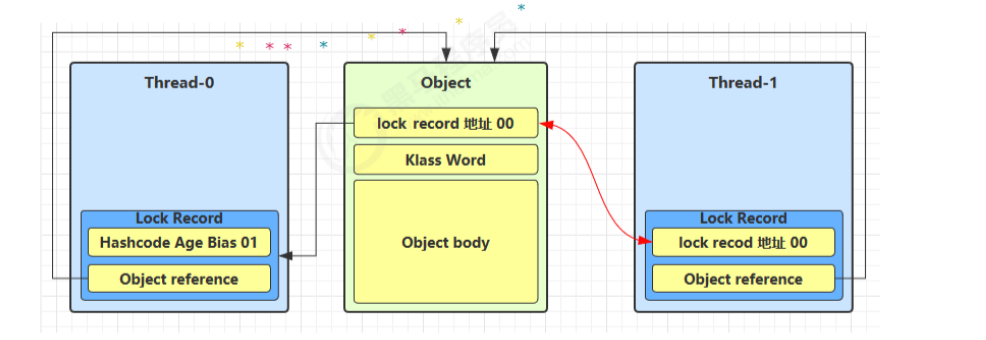 Thread-0
Object
Thread-1
lock record 地址 00
Klass Word
Object body
Lock Record
Hashcode Age Bias 01
Object reference
Lock Record
lock recod 地址 00
Object reference